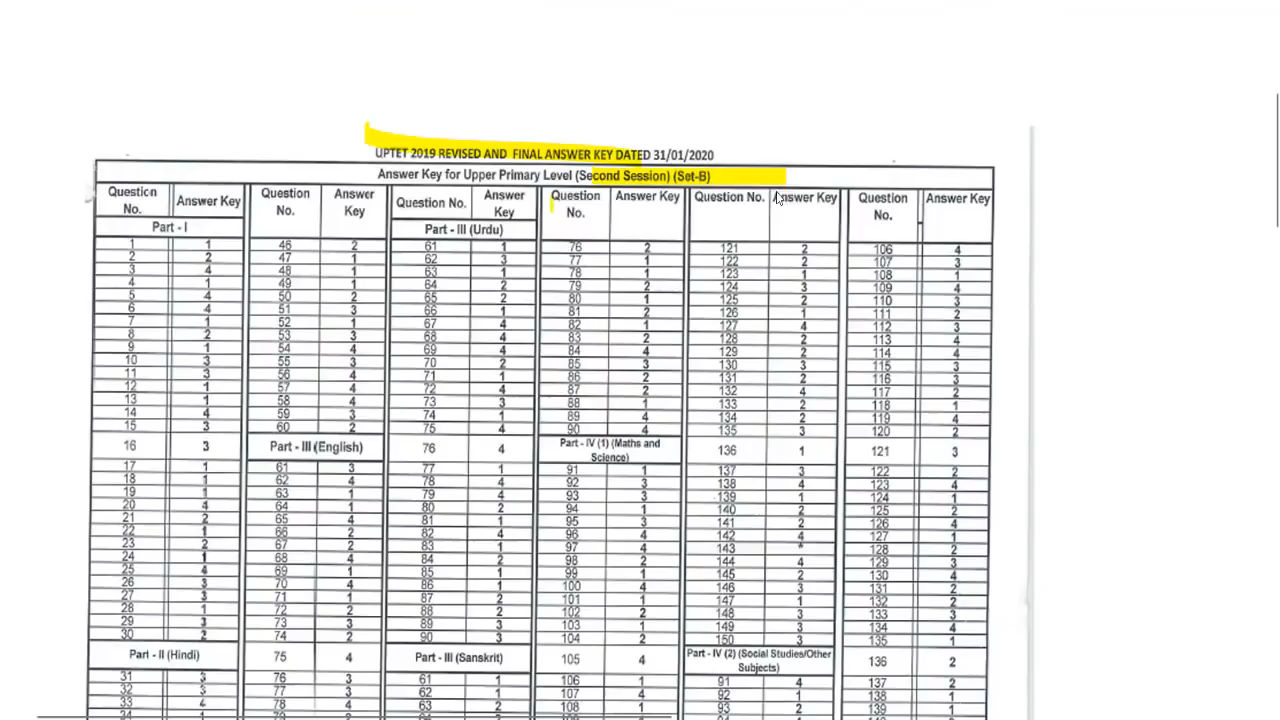 UPTET 2019 REVISED AND FINAL ANSWER KEY DATED 31/01/2020
Answer Key for Upper Primary Level (Second Session) (Set-B)
Question No. Answer Key Question No. Answer Key Question No. Answer Key Question No. Answer Key Question No. Answer Key Question No. Answer Key
Part - I Part - III (Urdu)
1 1 46 2 61 1 76 2 121 2 106 4
2 2 47 1 62 3 77 1 122 2 107 3
3 4 48 1 63 1 78 1 123 1 108 1
4 1 49 1 64 2 79 2 124 3 109 4
5 4 50 2 65 2 80 1 125 2 110 3
6 4 51 3 66 1 81 2 126 1 111 2
7 1 52 1 67 4 82 1 127 4 112 3
8 2 53 3 68 4 83 2 128 2 113 4
9 1 54 4 69 4 84 4 129 2 114 4
10 3 55 3 70 2 85 3 130 3 115 3
11 3 56 4 71 1 86 2 131 2 116 3
12 1 57 4 72 4 87 2 132 4 117 2
13 1 58 4 73 3 88 1 133 2 118 1
14 4 59 3 74 1 89 4 134 2 119 4
15 3 60 2 75 4 90 4 135 3 120 2
16 3 Part - III (English) 76 4 Part - IV (1) (Maths and Science) 136 1 121 3
17 1 61 3 77 1 91 1 137 3 122 2
18 1 62 4 78 4 92 3 138 4 123 4
19 1 63 1 79 4 93 3 139 1 124 1
20 4 64 1 80 2 94 1 140 2 125 2
21 2 65 4 81 1 95 3 141 2 126 4
22 1 66 2 82 4 96 4 142 4 127 1
23 2 67 2 83 1 97 4 143 * 128 2
24 1 68 4 84 2 98 2 144 4 129 3
25 4 69 1 85 1 99 1 145 2 130 4
26 3 70 4 86 1 100 4 146 3 131 2
27 3 71 1 87 2 101 1 147 1 132 2
28 1 72 2 88 2 102 2 148 3 133 3
29 3 73 3 89 3 103 1 149 3 134 4
30 2 74 2 90 3 104 2 150 3 135 1
Part - II (Hindi) 75 4 Part - III (Sanskrit) 105 4 Part - IV (2) (Social Studies/Other Subjects) 136 2
31 3 76 3 61 1 106 1 91 4 137 2
32 3 77 3 62 1 107 4 92 1 138 1
33 78 4 63 2 108 1 93 2 139 1